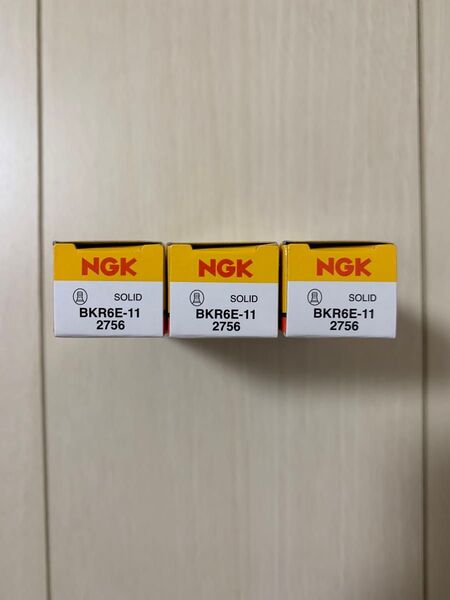 NGK
SOLID
BKR6E-11
2756
NGK
SOLID
BKR6E-11
2756
NGK
SOLID
BKR6E-11
2756